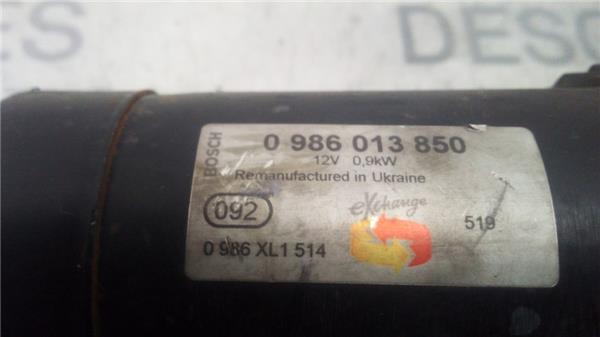 ES
DESC
BOSCH
0 986 013 850
12V 0,9kW
Remanufactured in Ukraine
092
eXchange
519
0 986 XL1 514